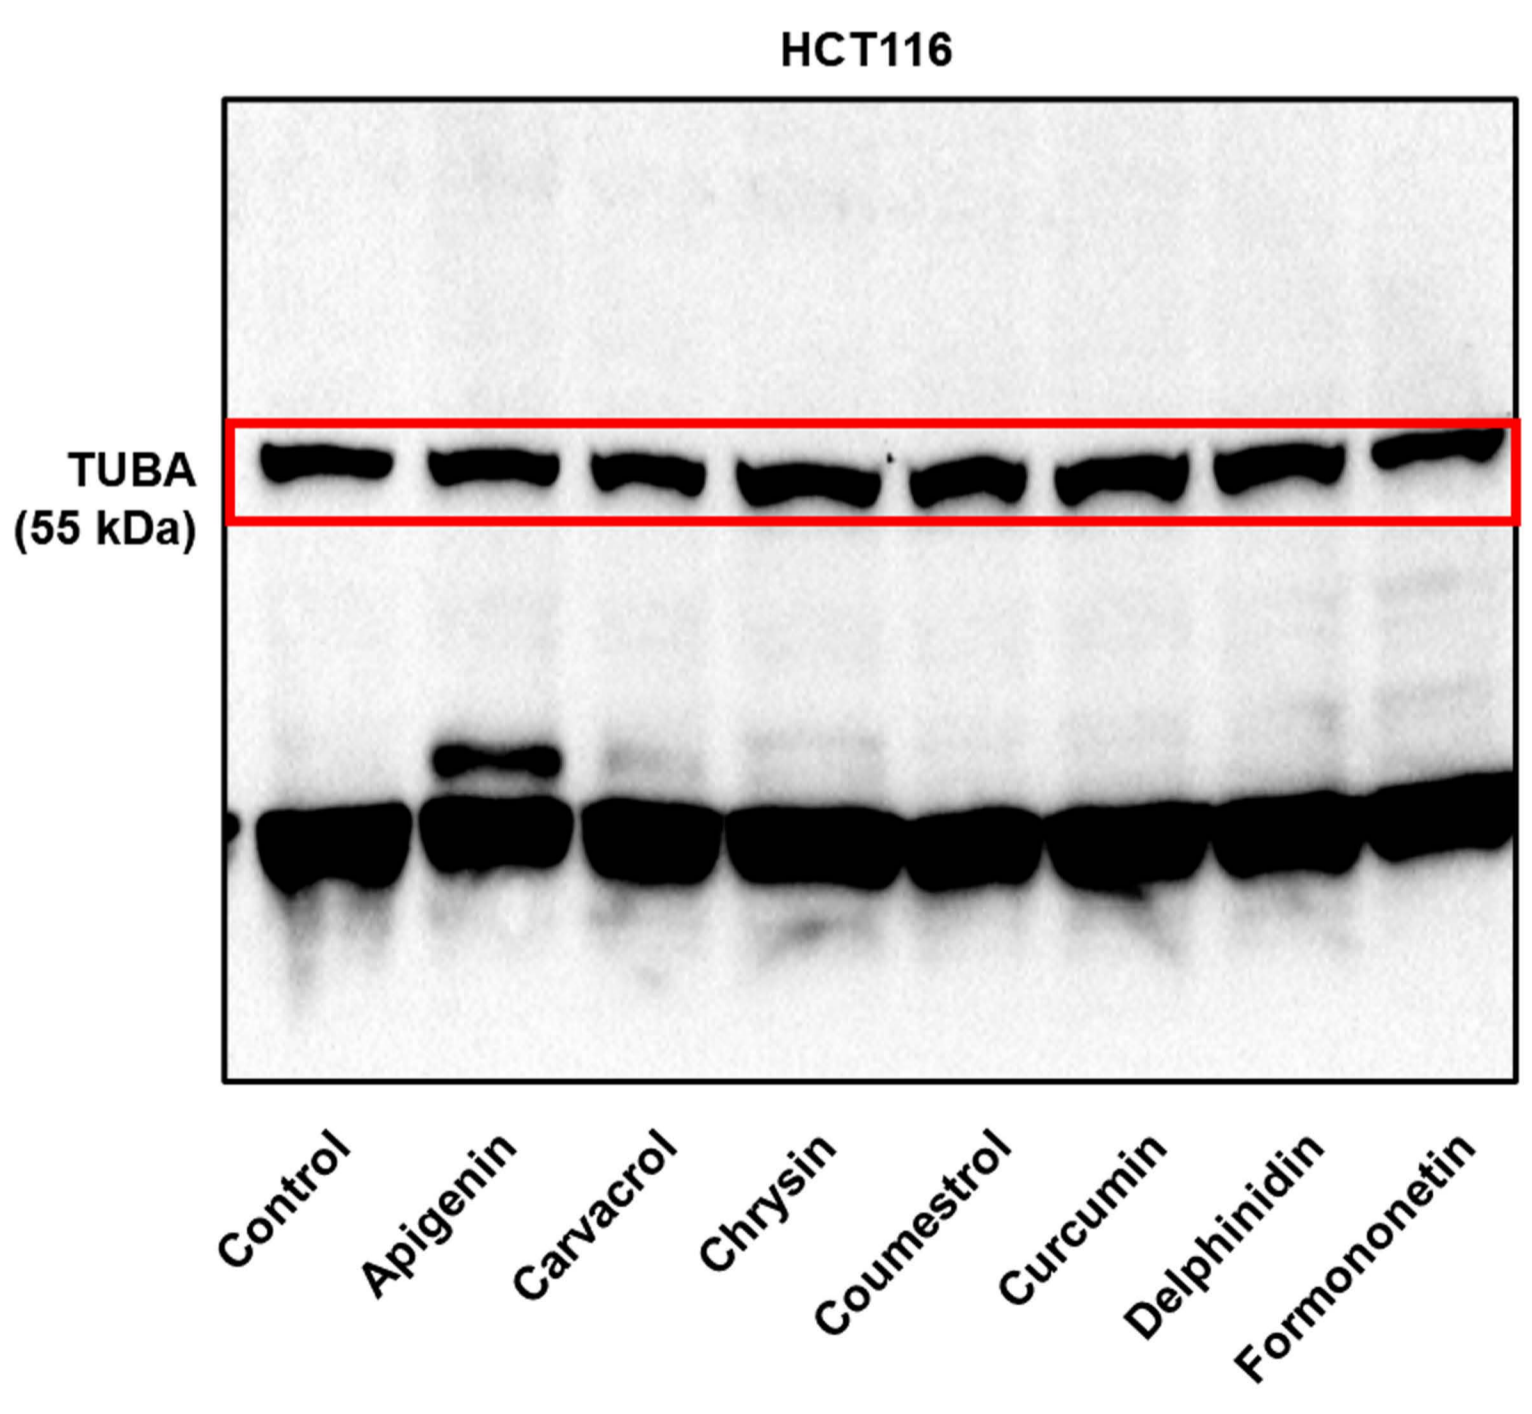 HCT116
TUBA
(55 kDa)
Control
Apigenin
Carvacrol
Chrysin
Coumestrol
Curcumin
Delphinidin
Formononetin